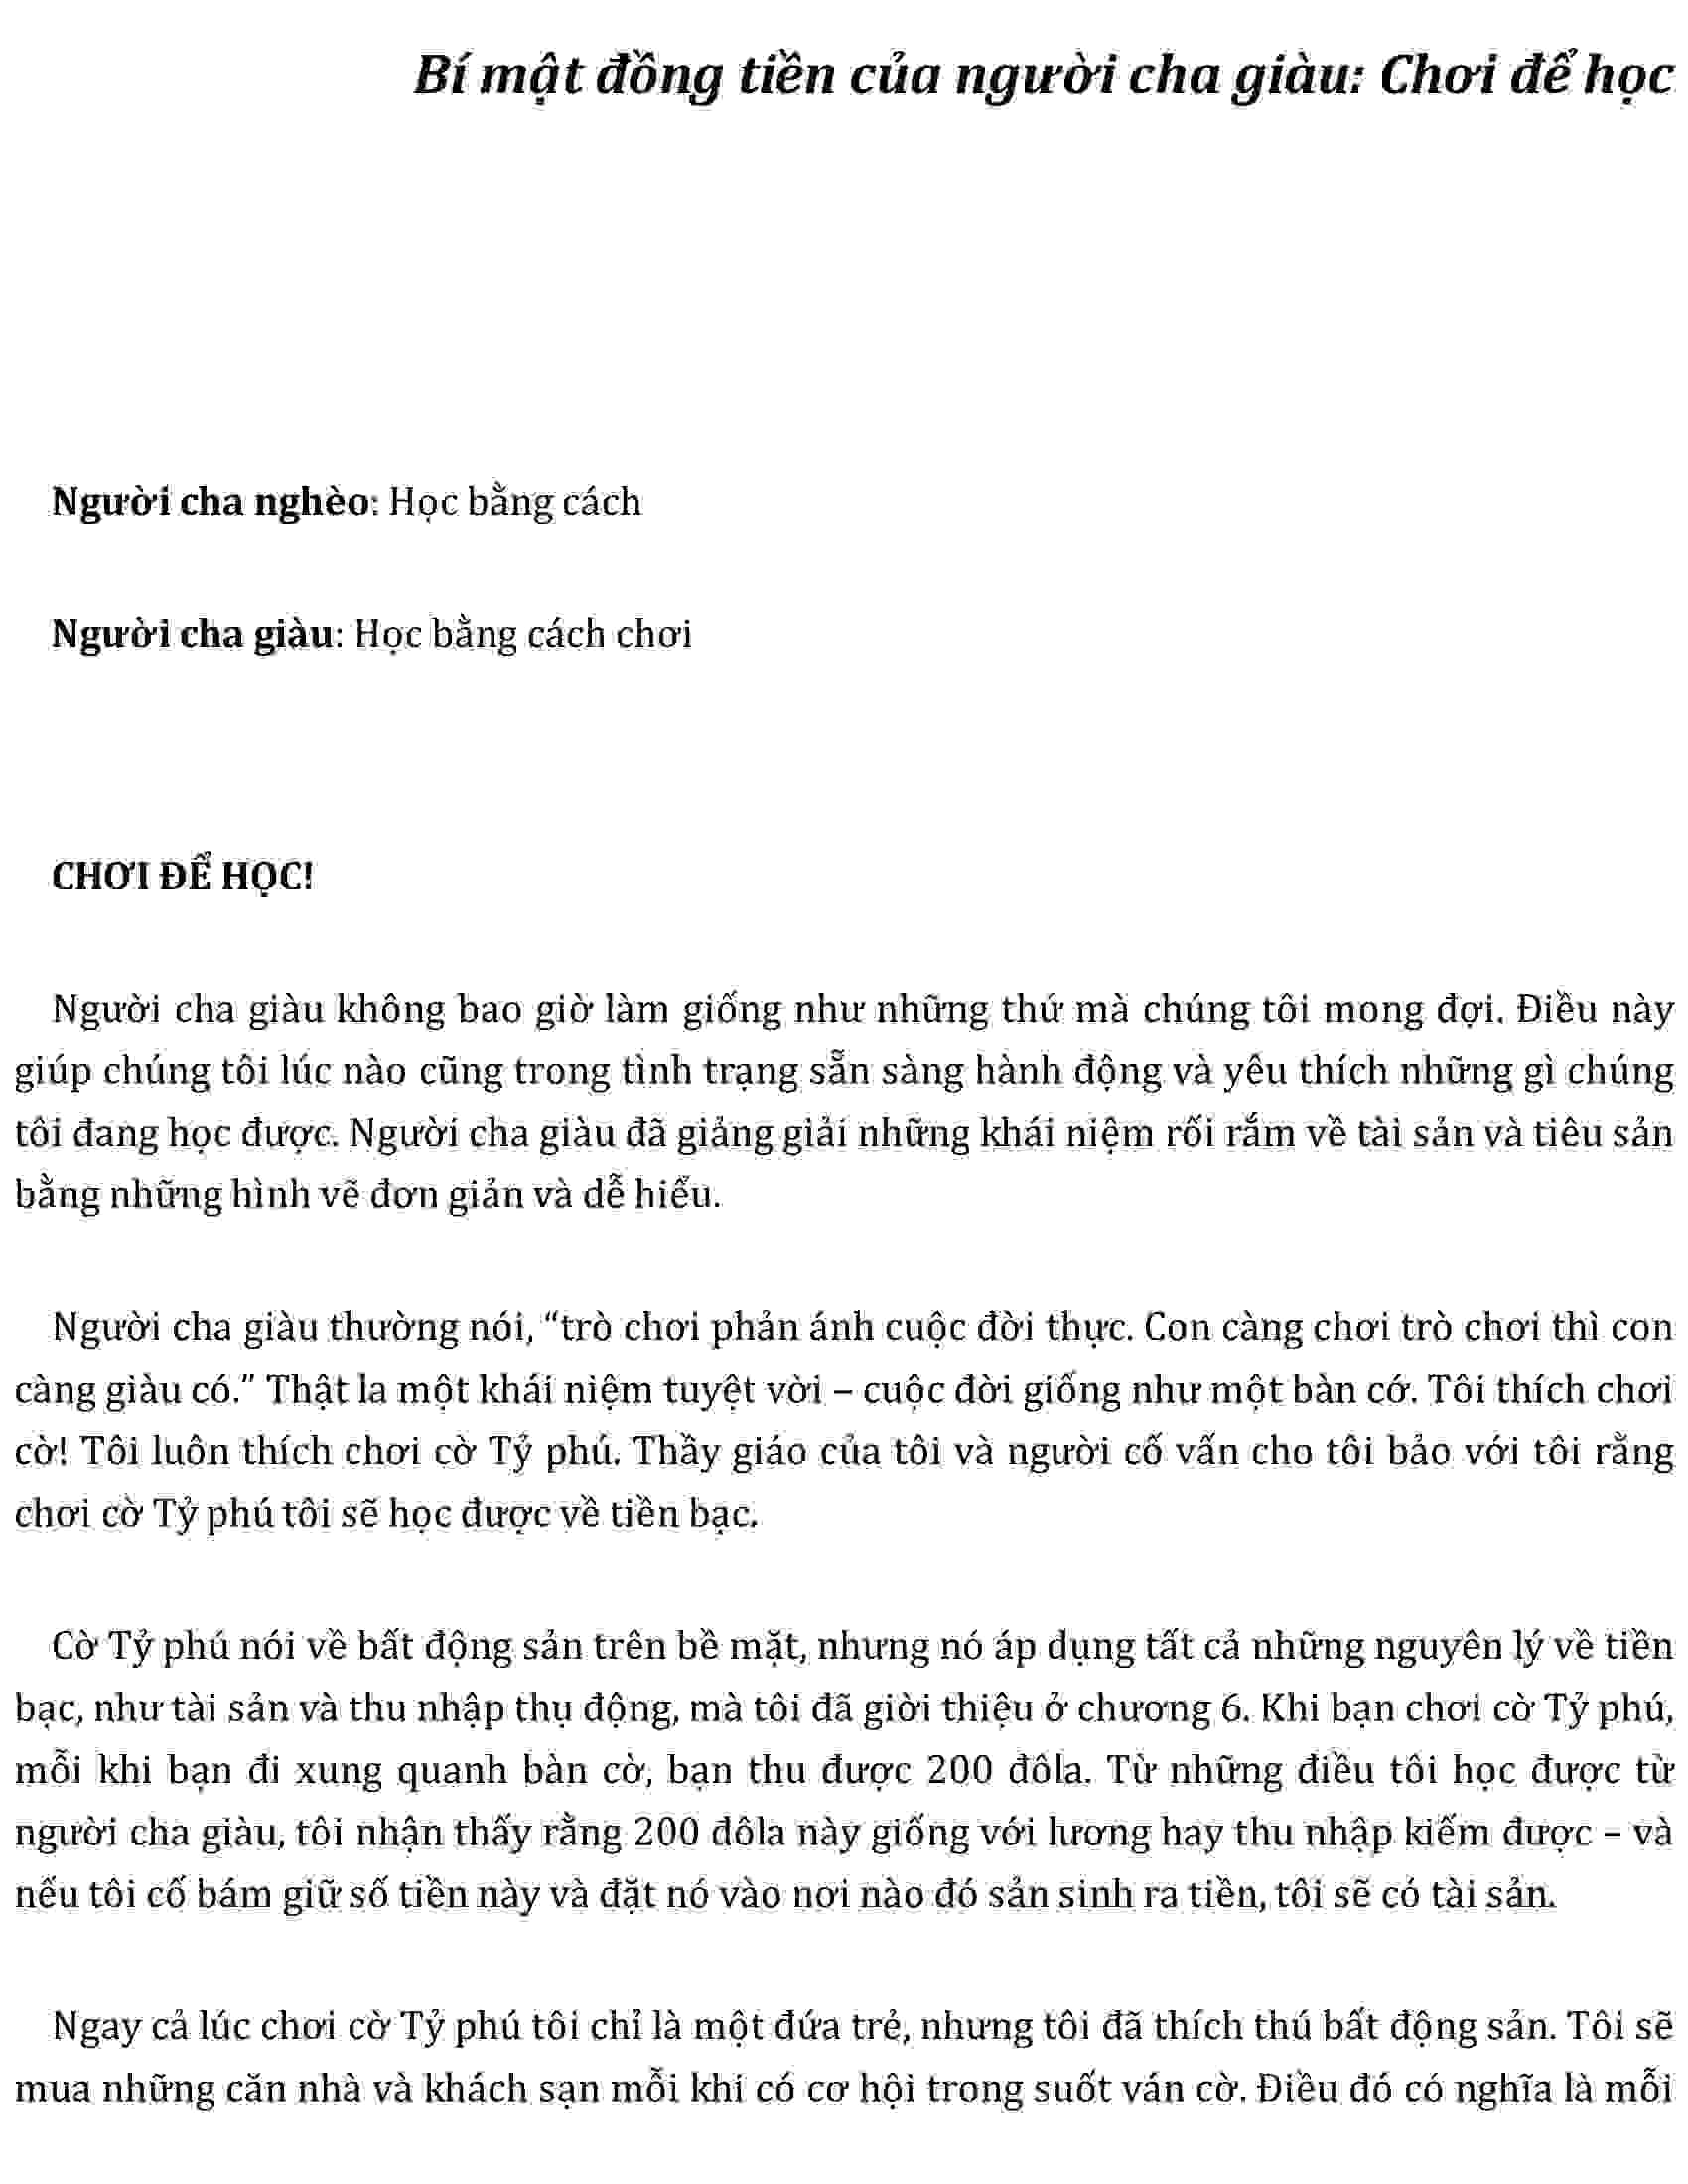 Bí mật đồng tiền của người cha giàu: Chơi để học
Người cha nghèo: Học bằng cách
Người cha giàu: Học bằng cách chơi
CHƠI ĐỂ HỌC!
Người cha giàu không bao giờ làm giống như những thứ mà chúng tôi mong đợi. Điều này
giúp chúng tôi lúc nào cũng trong tình trạng sẵn sàng hành động và yêu thích những gì chúng
tôi đang học được. Người cha giàu đã giảng giải những khái niệm rối rắm về tài sản và tiêu sản
bằng những hình vẽ đơn giản và dễ hiểu.
Người cha giàu thường nói, “trò chơi phản ánh cuộc đời thực. Con càng chơi trò chơi thì con
càng giàu có.” Thật la một khái niệm tuyệt vời – cuộc đời giống như một bàn cớ. Tôi thích chơi
cờ! Tôi luôn thích chơi cờ Tỷ phú. Thầy giáo của tôi và người cố vấn cho tôi bảo với tôi rằng
chơi cờ Tỷ phú tôi sẽ học được về tiền bạc.
Cờ Tỷ phú nói về bất động sản trên bề mặt, nhưng nó áp dụng tất cả những nguyên lý về tiền
bạc, như tài sản và thu nhập thụ động, mà tôi đã giời thiệu ở chương 6. Khi bạn chơi cờ Tỷ phú,
mỗi khi bạn đi xung quanh bàn cờ, bạn thu được 200 đôla. Từ những điều tôi học được từ
người cha giàu, tôi nhận thấy rằng 200 đôla này giống với lương hay thu nhập kiếm được – và
nếu tôi cố bám giữ số tiền này và đặt nó vào nơi nào đó sản sinh ra tiền, tôi sẽ có tài sản.
Ngay cả lúc chơi cờ Tỷ phú tôi chỉ là một đứa trẻ, nhưng tôi đã thích thú bất động sản. Tôi sẽ
mua những căn nhà và khách sạn mỗi khi có cơ hội trong suốt ván cờ. Điều đó có nghĩa là mỗi